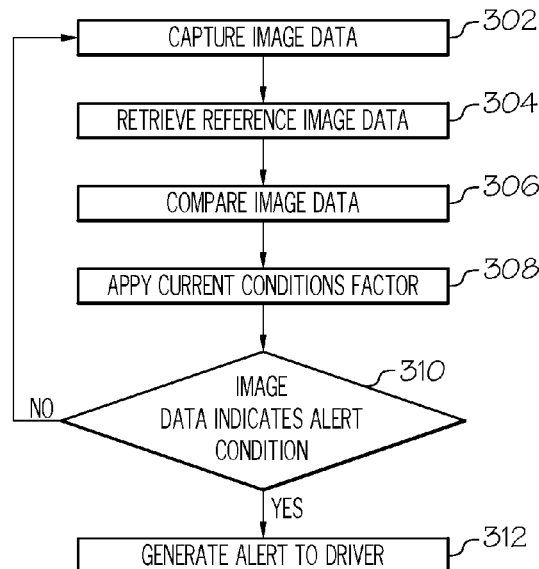 CAPTURE IMAGE DATA 302
RETRIEVE REFERENCE IMAGE DATA 304
COMPARE IMAGE DATA 306
APPY CURRENT CONDITIONS FACTOR 308
310
IMAGE
DATA INDICATES ALERT
CONDITION
NO
YES
GENERATE ALERT TO DRIVER 312